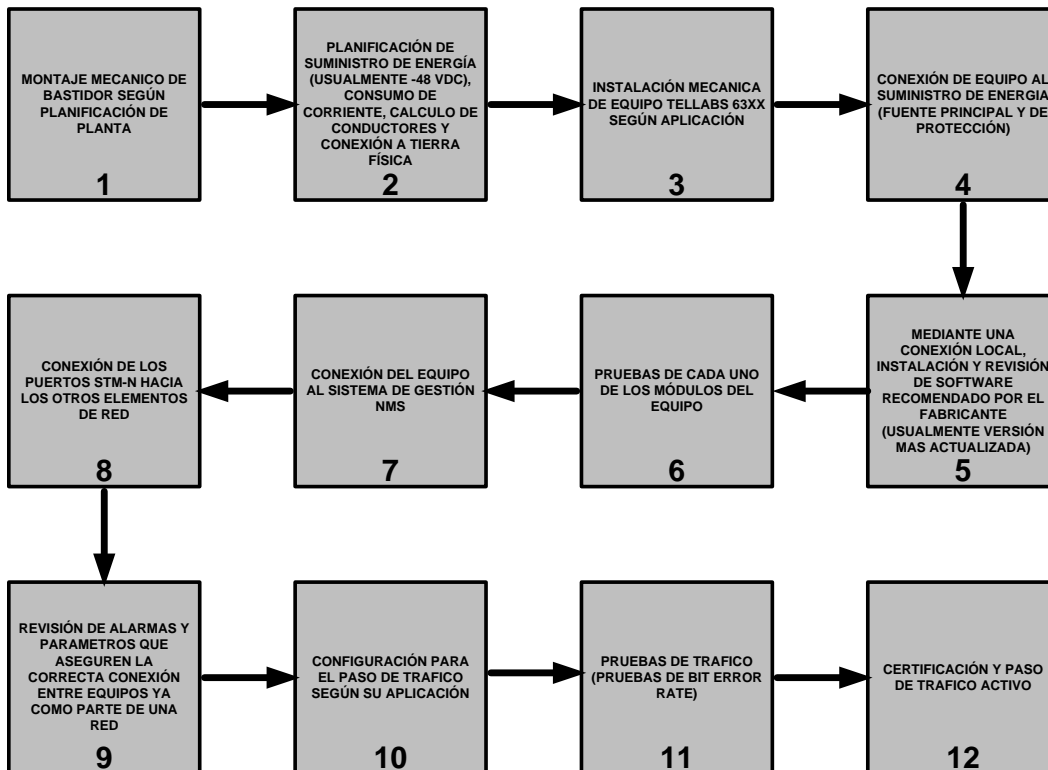 MONTAJE MECANICO DE
BASTIDOR SEGÚN
PLANIFICACIÓN DE
PLANTA
1
PLANIFICACIÓN DE
SUMINISTRO DE ENERGÍA
(USUALMENTE -48 VDC),
CONSUMO DE
CORRIENTE, CALCULO DE
CONDUCTORES Y
CONEXIÓN A TIERRA
FÍSICA
2
INSTALACIÓN MECANICA
DE EQUIPO TELLABS 63XX
SEGÚN APLICACIÓN
3
CONEXIÓN DE EQUIPO AL
SUMINISTRO DE ENERGIA
(FUENTE PRINCIPAL Y DE
PROTECCIÓN)
4
MEDIANTE UNA
CONEXIÓN LOCAL,
INSTALACIÓN Y REVISIÓN
DE SOFTWARE
RECOMENDADO POR EL
FABRICANTE
(USUALMENTE VERSIÓN
MAS ACTUALIZADA)
5
PRUEBAS DE CADA UNO
DE LOS MÓDULOS DEL
EQUIPO
6
CONEXIÓN DEL EQUIPO
AL SISTEMA DE GESTIÓN
NMS
7
CONEXIÓN DE LOS
PUERTOS STM-N HACIA
LOS OTROS ELEMENTOS
DE RED
8
REVISIÓN DE ALARMAS Y
PARAMETROS QUE
ASEGUREN LA
CORRECTA CONEXIÓN
ENTRE EQUIPOS YA
COMO PARTE DE UNA
RED
9
CONFIGURACIÓN PARA
EL PASO DE TRAFICO
SEGÚN SU APLICACIÓN
10
PRUEBAS DE TRAFICO
(PRUEBAS DE BIT ERROR
RATE)
11
CERTIFICACIÓN Y PASO
DE TRAFICO ACTIVO
12